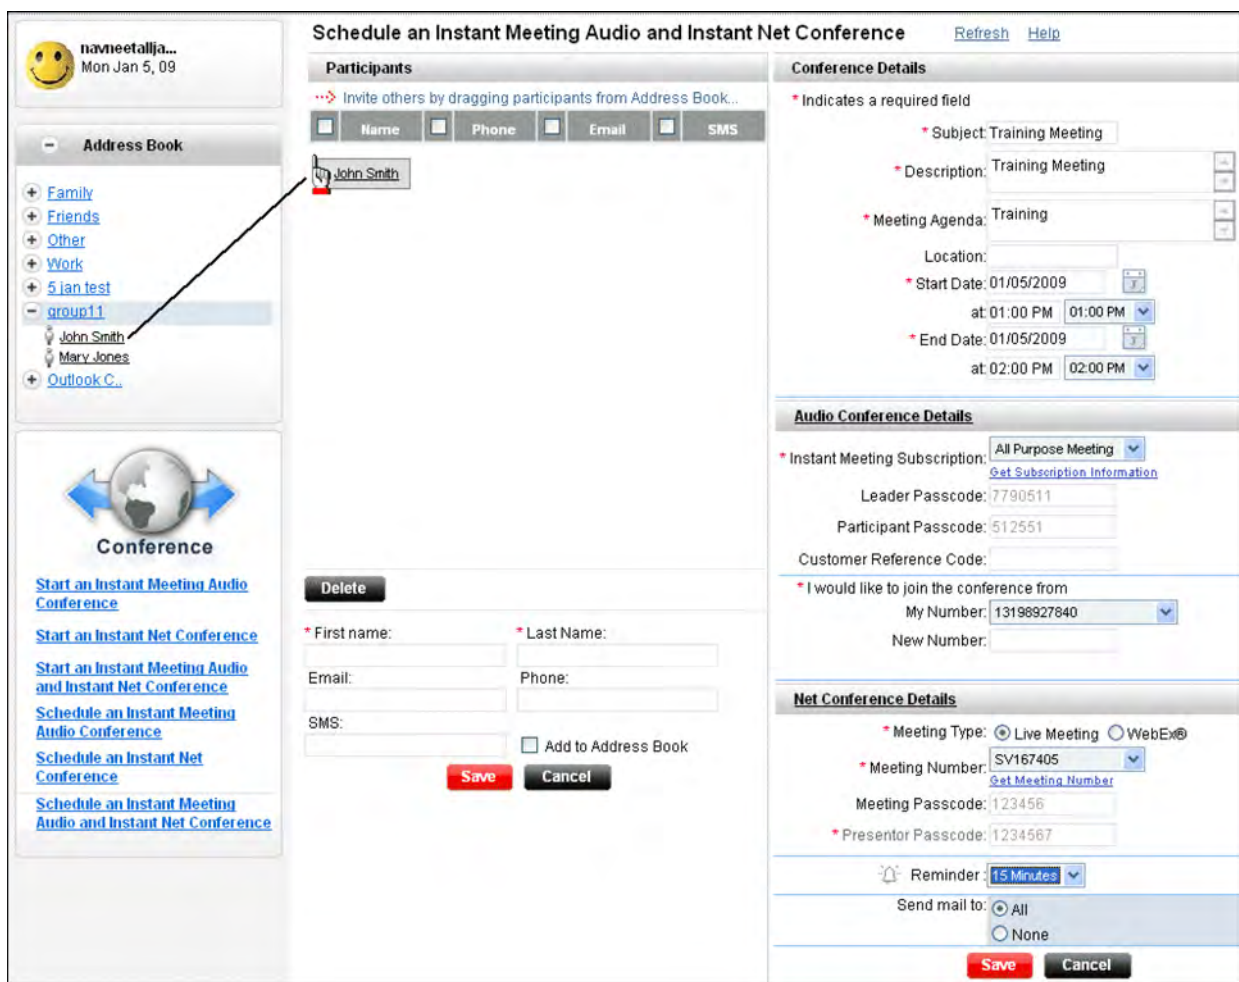 Schedule an Instant Meeting Audio and Instant Net Conference
Refresh Help
navneetallja...
Mon Jan 5, 09
Address Book
Family
Friends
Other
Work
5 jan test
group11
John Smith
Mary Jones
Outlook C..
Conference
Start an Instant Meeting Audio
Conference
Start an Instant Net Conference
Start an Instant Meeting Audio
and Instant Net Conference
Schedule an Instant Meeting
Audio Conference
Schedule an Instant Net
Conference
Schedule an Instant Meeting
Audio and Instant Net Conference
Participants
Invite others by dragging participants from Address Book...
Name Phone Email SMS
John Smith
Delete
* First name: * Last Name:
Email: Phone:
SMS:
Add to Address Book
Save Cancel
Conference Details
* Indicates a required field
* Subject: Training Meeting
* Description: Training Meeting
* Meeting Agenda: Training
Location:
* Start Date: 01/05/2009
at: 01:00 PM 01:00 PM
* End Date: 01/05/2009
at: 02:00 PM 02:00 PM
Audio Conference Details
* Instant Meeting Subscription: All Purpose Meeting
Get Subscription Information
Leader Passcode: 7790511
Participant Passcode: 512551
Customer Reference Code:
* I would like to join the conference from
My Number: 13198927840
New Number:
Net Conference Details
* Meeting Type: Live Meeting WebEx®
* Meeting Number: SV167405
Get Meeting Number
Meeting Passcode: 123456
* Presentor Passcode: 1234567
Reminder : 15 Minutes
Send mail to: All
None
Save Cancel